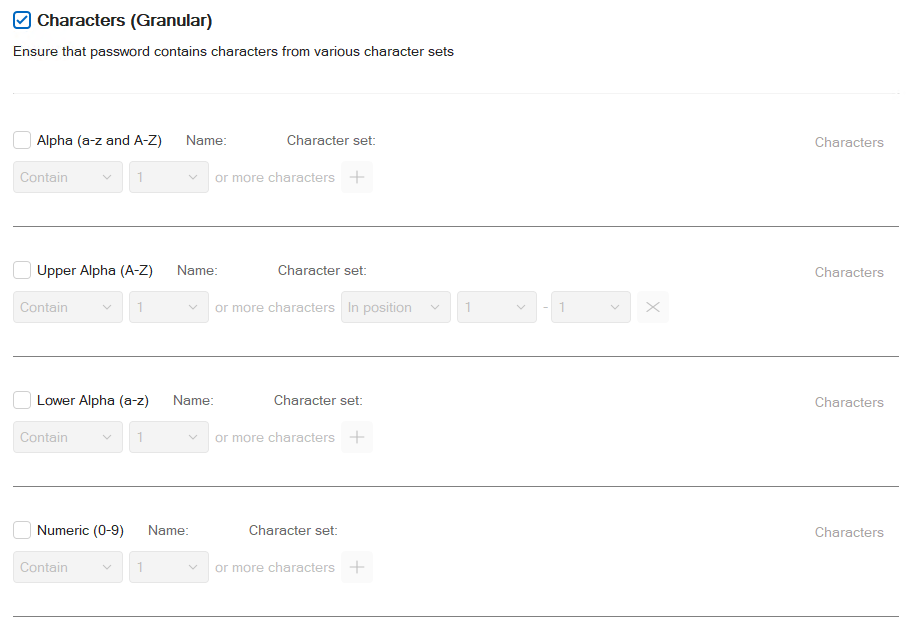 Characters (Granular)
Ensure that password contains characters from various character sets
Alpha (a-z and A-Z) Name: Character set: Characters
Contain 1 or more characters
Upper Alpha (A-Z) Name: Character set: Characters
Contain 1 or more characters In position 1 - 1
Lower Alpha (a-z) Name: Character set: Characters
Contain 1 or more characters
Numeric (0-9) Name: Character set: Characters
Contain 1 or more characters